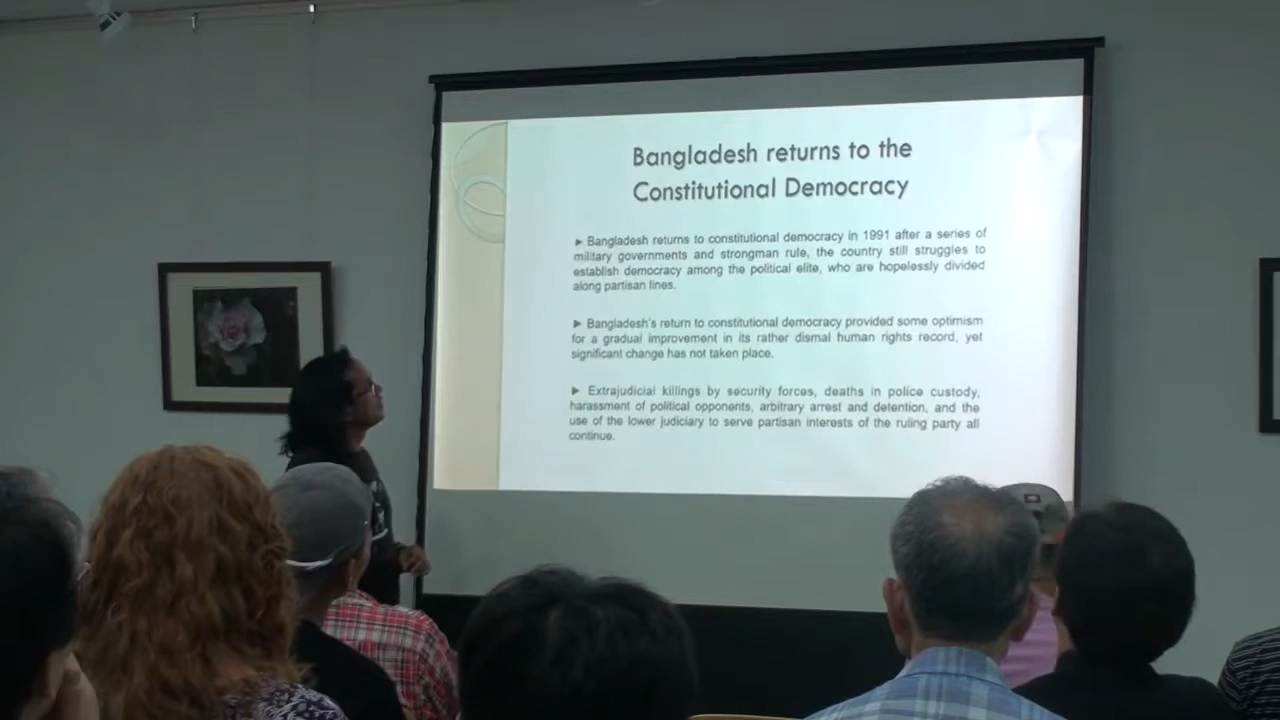 Bangladesh returns to the
Constitutional Democracy
► Bangladesh returns to constitutional democracy in 1991 after a series of
military governments and strongman rule, the country still struggles to
establish democracy among the political elite, who are hopelessly divided
along partisan lines.
► Bangladesh's return to constitutional democracy provided some optimism
for a gradual improvement in its rather dismal human rights record, yet
significant change has not taken place.
► Extrajudicial killings by security forces, deaths in police custody,
harassment of political opponents, arbitrary arrest and detention, and the
use of the lower judiciary to serve partisan interests of the ruling party all
continue.